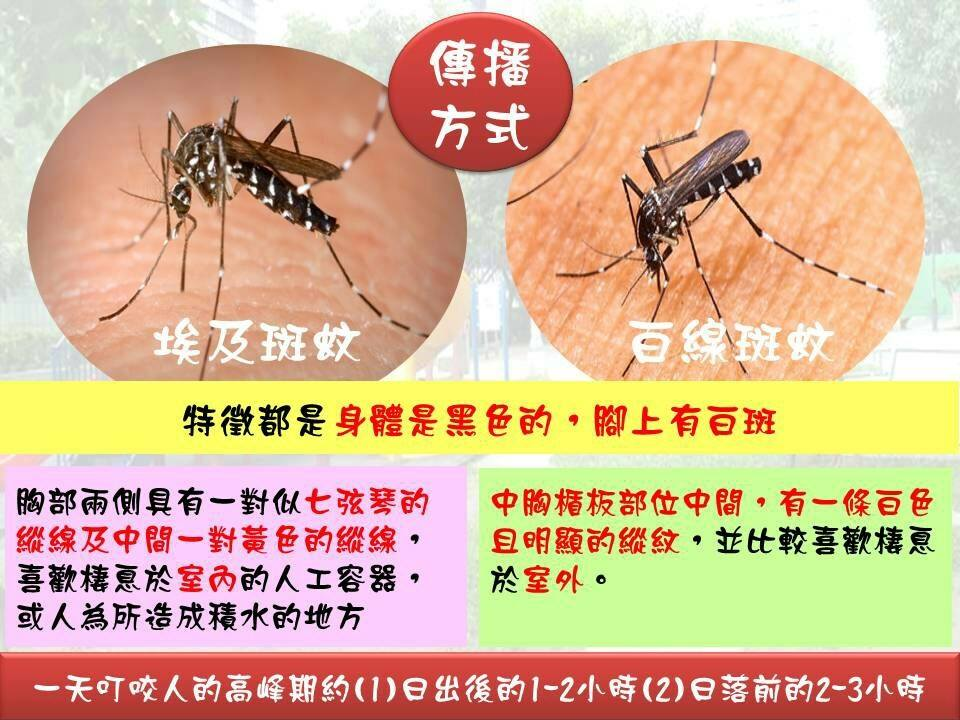 傳播
方式
埃及斑蚊
白線斑蚊
特徵都是身體是黑色的，腳上有白斑
胸部兩側具有一對似七弦琴的
縱線及中間一對黃色的縱線，
喜歡棲息於室內的人工容器，
或人為所造成積水的地方
中胸櫃板部位中間，有一條白色
且明顯的縱紋，並比較喜歡棲息
於室外。
一天叮咬人的高峰期約(1)日出後的1-2小時(2)日落前的2-3小時